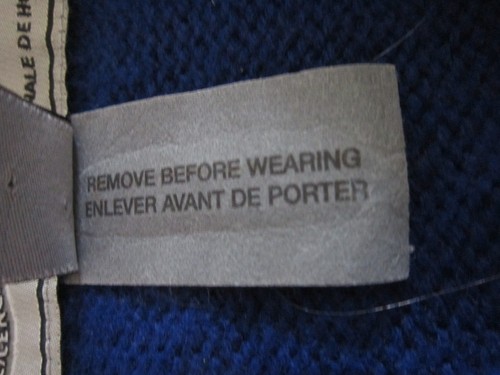 REMOVE BEFORE WEARING
ENLEVER AVANT DE PORTER